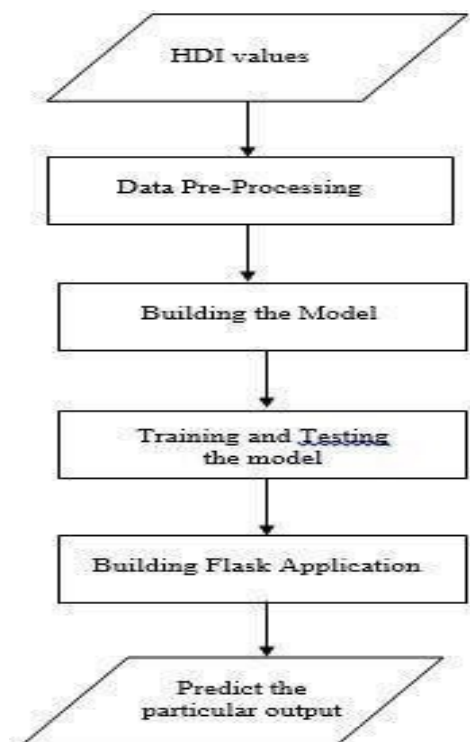 HDI values
Data Pre-Processing
Building the Model
Training and Testing
the model
Building Flask Application
Predict the
particular output